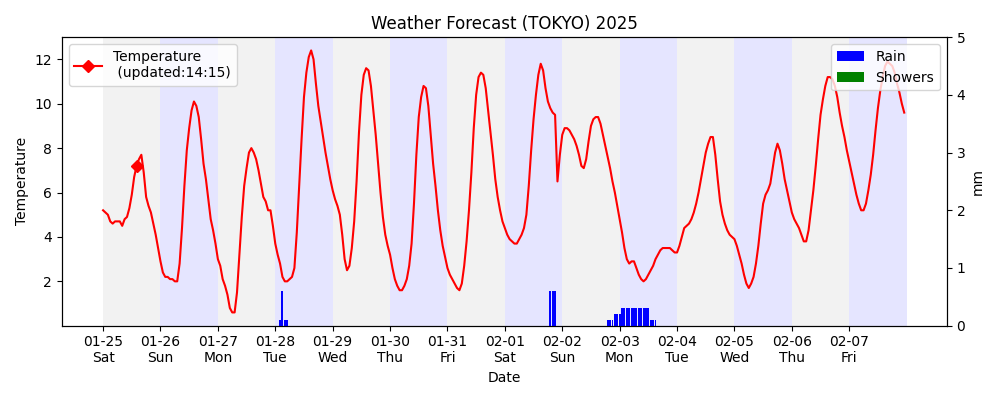 Weather Forecast (TOKYO) 2025
Temperature
(updated:14:15)
Rain
Showers
Temperature
12
10
8
6
4
2
5
4
3
2
1
0
mm
01-25 01-26 01-27 01-28 01-29 01-30 01-31 02-01 02-02 02-03 02-04 02-05 02-06 02-07
Sat Sun Mon Tue Wed Thu Fri Sat Sun Mon Tue Wed Thu Fri
Date